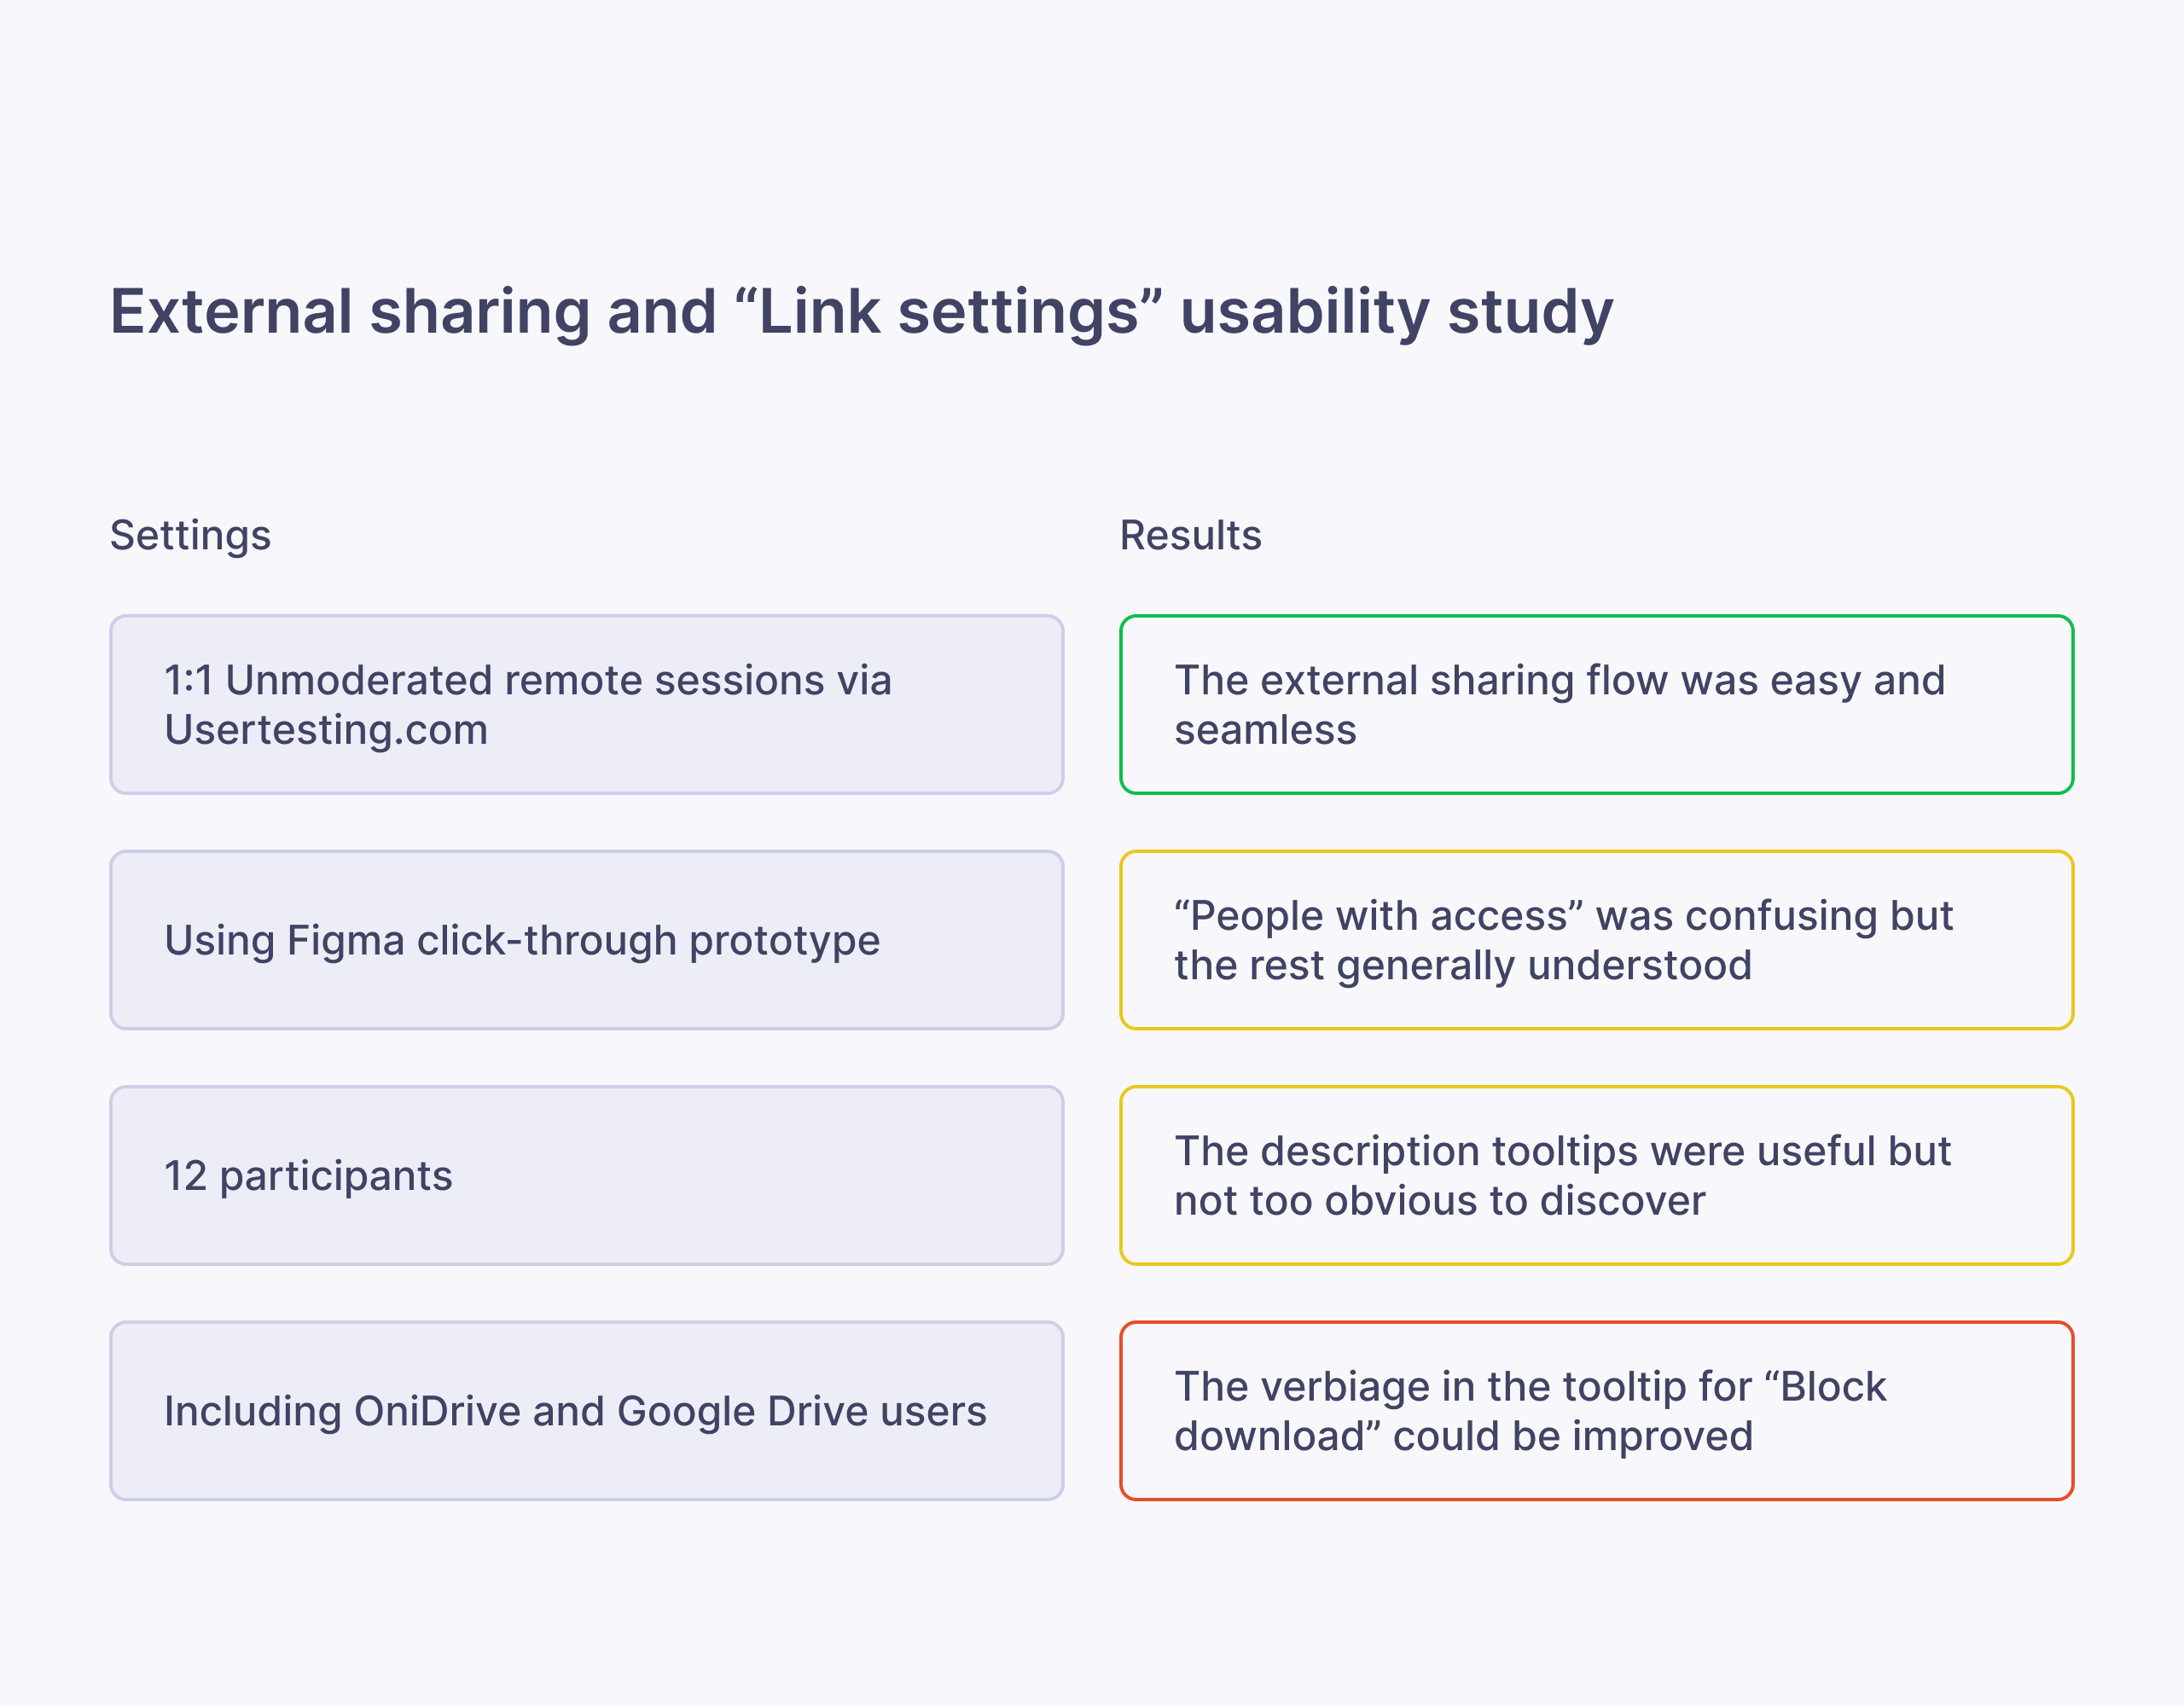 External sharing and “Link settings” usability study
Settings
1:1 Unmoderated remote sessions via
Usertesting.com
Using Figma click-through prototype
12 participants
Including OniDrive and Google Drive users
Results
The external sharing flow was easy and
seamless
“People with access” was confusing but
the rest generally understood
The description tooltips were useful but
not too obvious to discover
The verbiage in the tooltip for “Block
download” could be improved